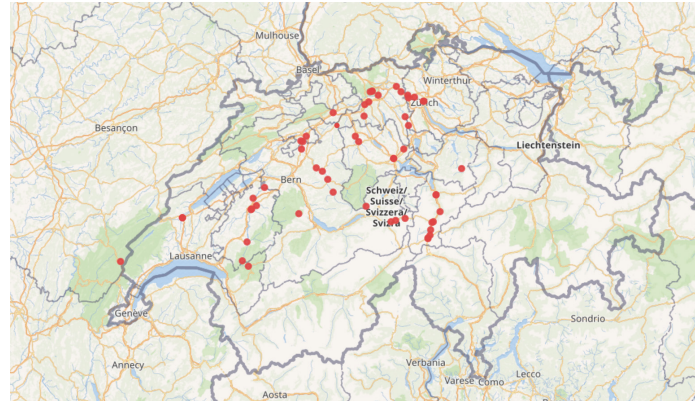 Mulhouse
Basel
Winterthur
Zürich
Besançon
Liechtenstein
Bern
Schweiz/
Suisse/
Svizzera/
Svizra
Lausanne
Genève
Sondrio
Annecy
Verbania
Lecco
Varese
Como
Aosta